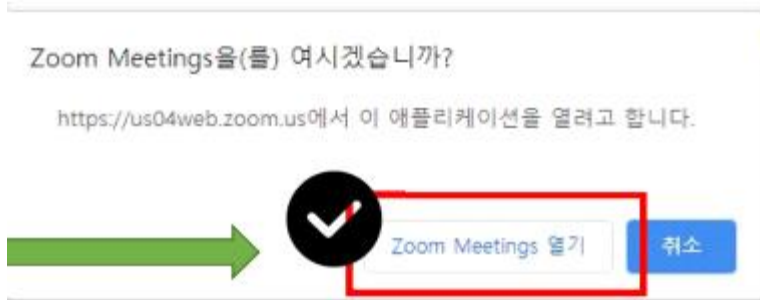 Zoom Meetings을(를) 여시겠습니까?
https://us04web.zoom.us에서 이 애플리케이션을 열려고 합니다.
Zoom Meetings 열기 취소